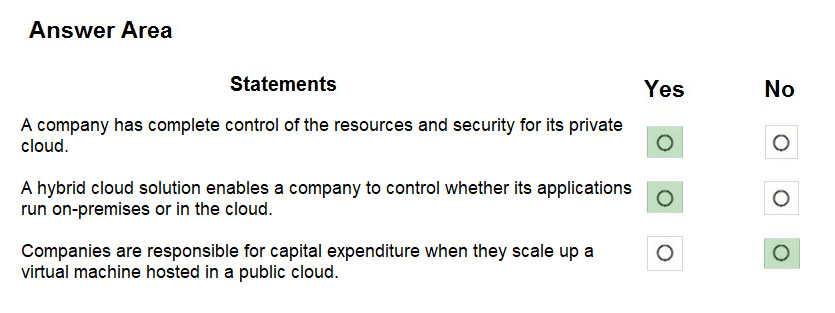 Answer Area
Statements
Yes
No
A company has complete control of the resources and security for its private
cloud.
A hybrid cloud solution enables a company to control whether its applications
run on-premises or in the cloud.
Companies are responsible for capital expenditure when they scale up a
virtual machine hosted in a public cloud.